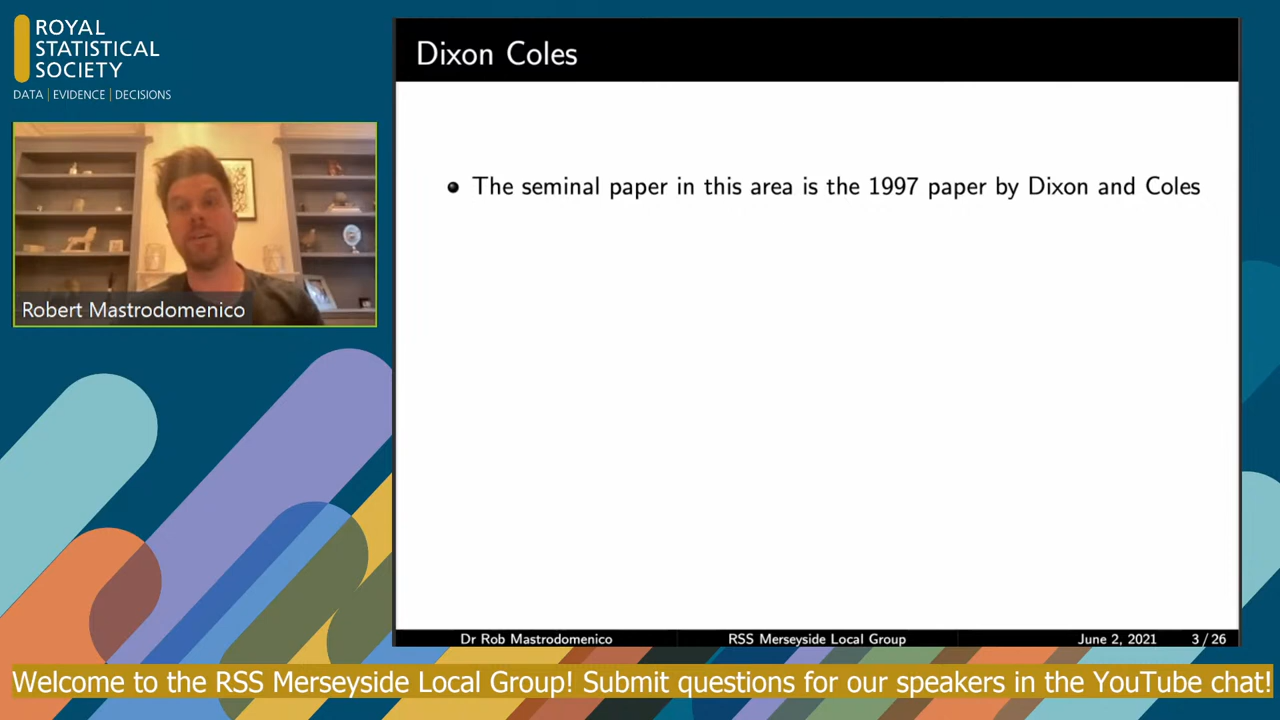 ROYAL
STATISTICAL
SOCIETY
DATA | EVIDENCE | DECISIONS
Robert Mastrodomenico
Dixon Coles
The seminal paper in this area is the 1997 paper by Dixon and Coles
Dr Rob Mastrodomenico RSS Merseyside Local Group June 2, 2021 3 / 26
Welcome to the RSS Merseyside Local Group! Submit questions for our speakers in the YouTube chat!